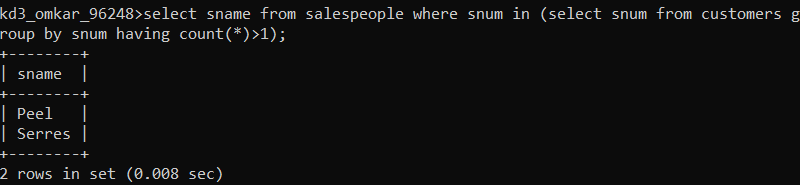 kd3_omkar_96248>select sname from salespeople where snum in (select snum from customers g
roup by snum having count(*)>1);
+--------+
| sname  |
+--------+
| Peel   |
| Serres |
+--------+
2 rows in set (0.008 sec)